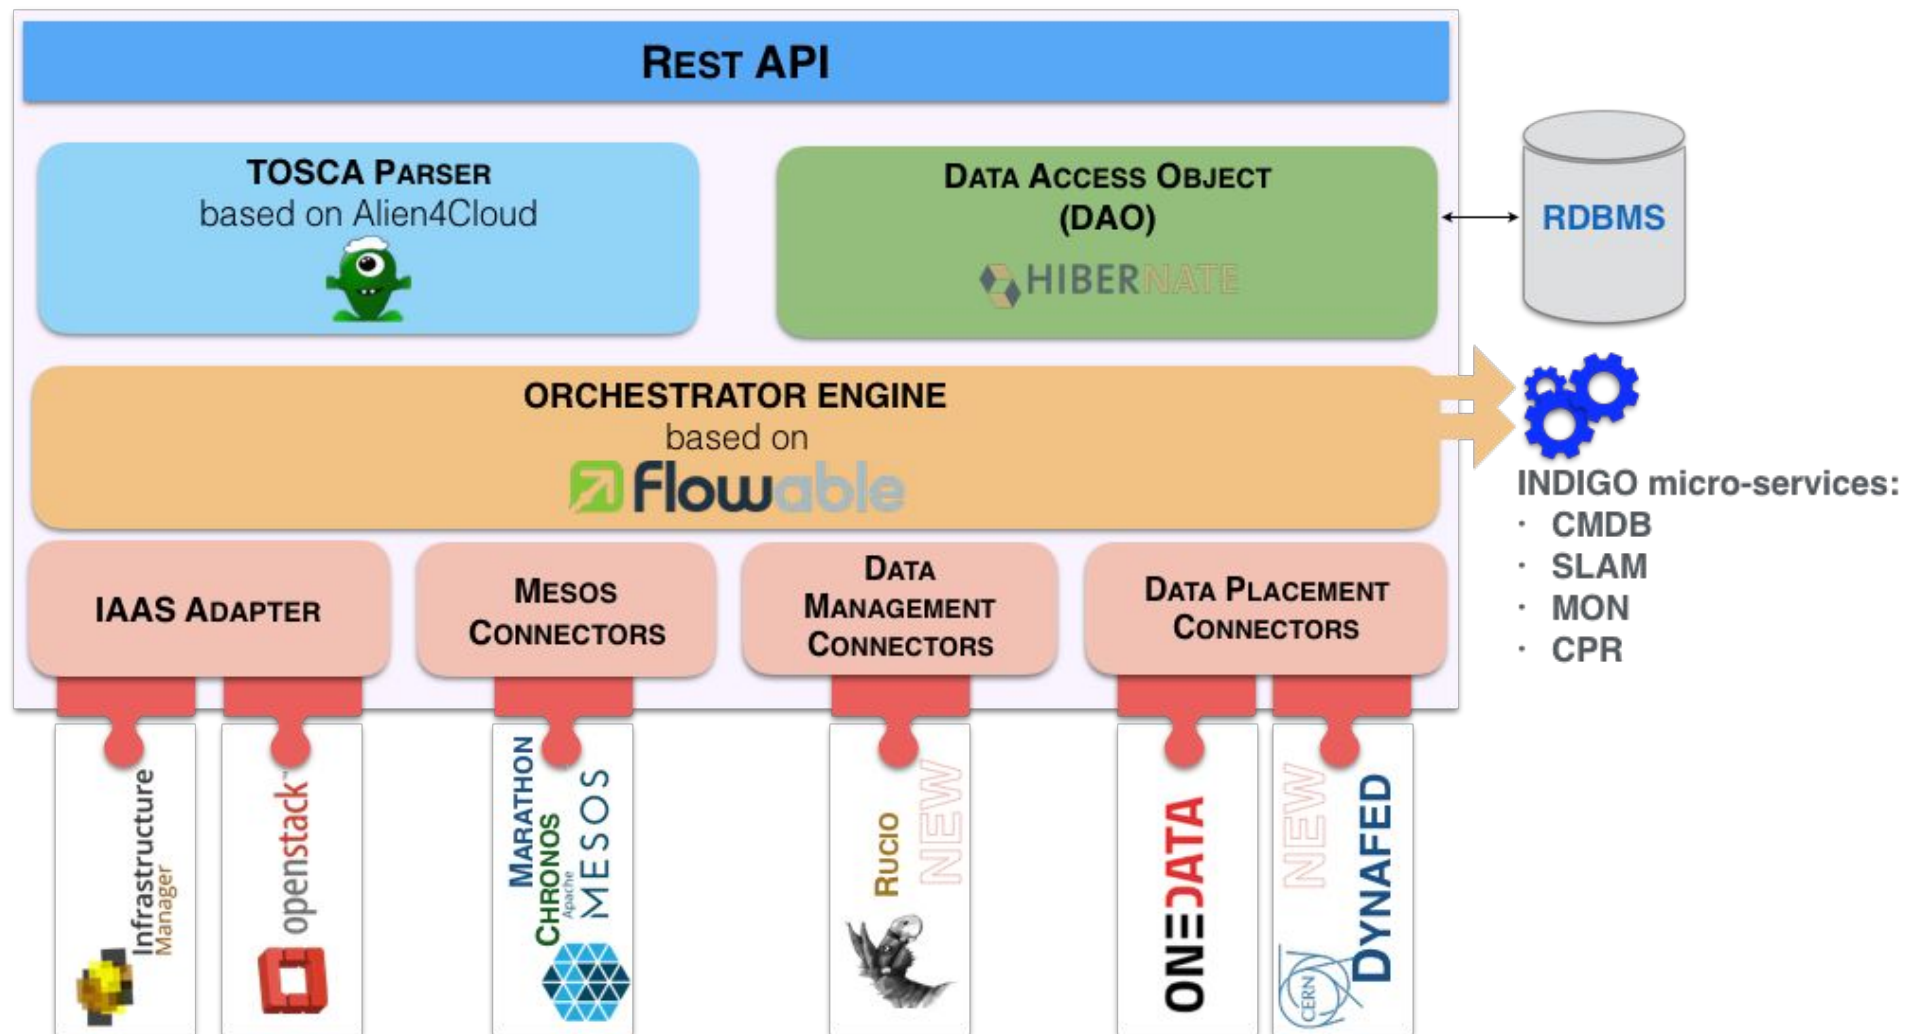 REST API
TOSCA PARSER
based on Alien4Cloud
DATA ACCESS OBJECT
(DAO)
HIBERNATE
RDBMS
ORCHESTRATOR ENGINE
based on
flowable
INDIGO micro-services:
· CMDB
· SLAM
· MON
· CPR
IAAS ADAPTER
MESOS
CONNECTORS
DATA
MANAGEMENT
CONNECTORS
DATA PLACEMENT
CONNECTORS
Infrastructure
Manager
openstack™
MARATHON
CHRONOS
Apache
MESOS
RUCIO
NEW
ONEDATA
NEW
CERN
DYNAFED